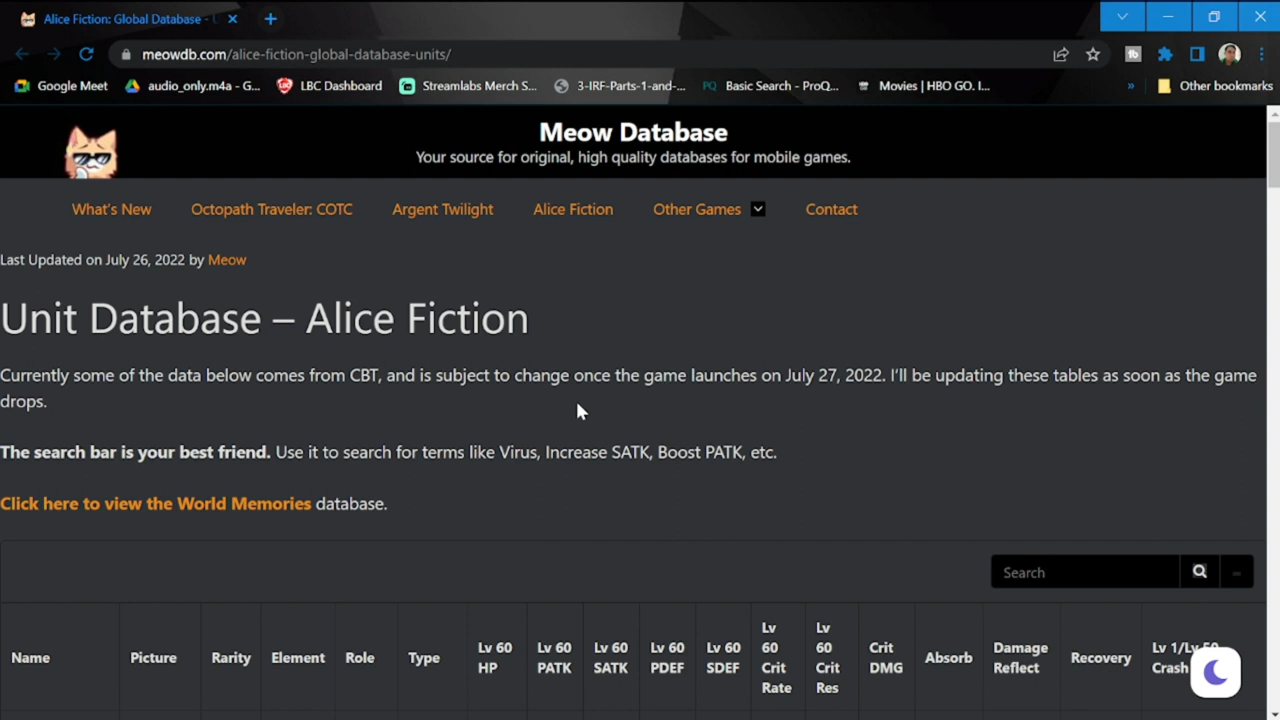 Alice Fiction: Global Database -
meowdb.com/alice-fiction-global-database-units/
Google Meet audio_only.m4a - G... LBC Dashboard Streamlabs Merch S... 3-IRF-Parts-1-and-... PQ Basic Search - ProQ... Movies | HBO GO. I... » Other bookmarks
Meow Database
Your source for original, high quality databases for mobile games.
What's New Octopath Traveler: COTC Argent Twilight Alice Fiction Other Games Contact
Last Updated on July 26, 2022 by Meow
Unit Database – Alice Fiction
Currently some of the data below comes from CBT, and is subject to change once the game launches on July 27, 2022. I'll be updating these tables as soon as the game
drops.
The search bar is your best friend. Use it to search for terms like Virus, Increase SATK, Boost PATK, etc.
Click here to view the World Memories database.
Search
Name Picture Rarity Element Role Type Lv 60 HP Lv 60 PATK Lv 60 SATK Lv 60 PDEF Lv 60 SDEF Lv 60 Crit Rate Lv 60 Crit Res Crit DMG Absorb Damage Reflect Recovery Lv 1/Lv 50 Crash